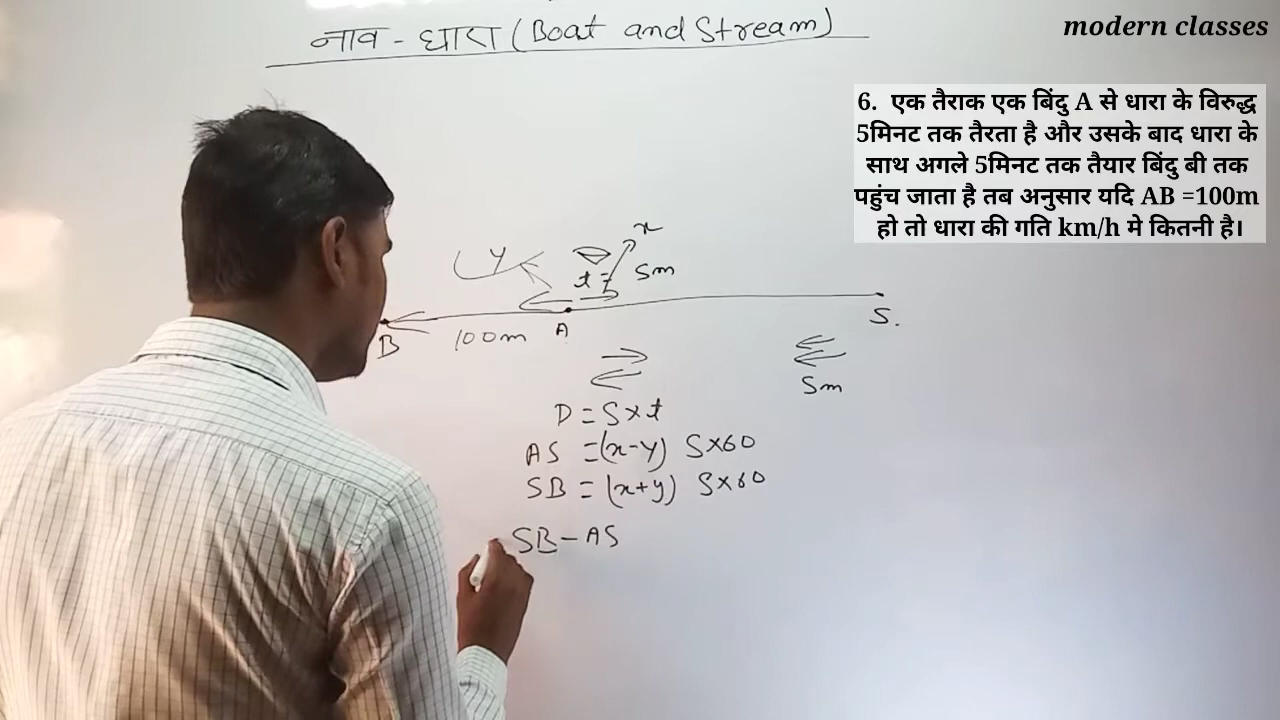 नाव - धारा (Boat and Stream)
modern classes
6. एक तैराक एक बिंदु A से धारा के विरुद्ध
5मिनट तक तैरता है और उसके बाद धारा के
साथ अगले 5मिनट तक तैयार बिंदु बी तक
पहुंच जाता है तब अनुसार यदि AB =100m
हो तो धारा की गति km/h मे कितनी है।
x
y
t = 5m
B
100m
A
S.
5m
D = S × t
AS = (x-y) 5×60
SB = (x+y) 5×60
SB - AS